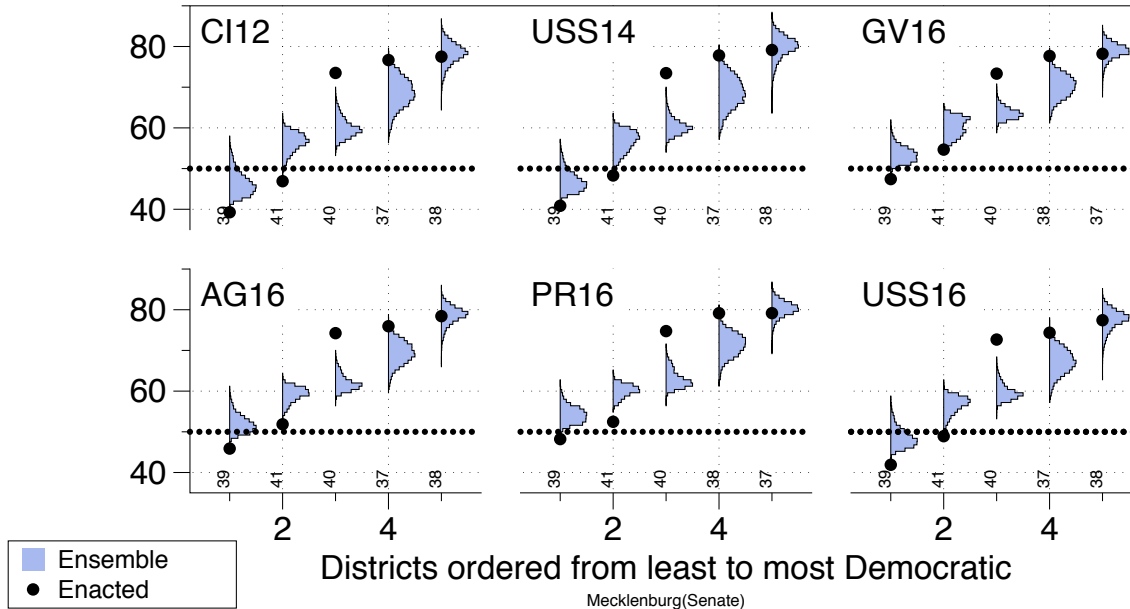 CI12 USS14 GV16
80
60
40
39 41 40 37 38
39 41 40 37 38
39 41 40 38 37
AG16 PR16 USS16
80
60
40
39 41 40 37 38
39 41 40 38 37
39 41 40 37 38
2 4 2 4 2 4
Ensemble
Enacted
Districts ordered from least to most Democratic
Mecklenburg(Senate)